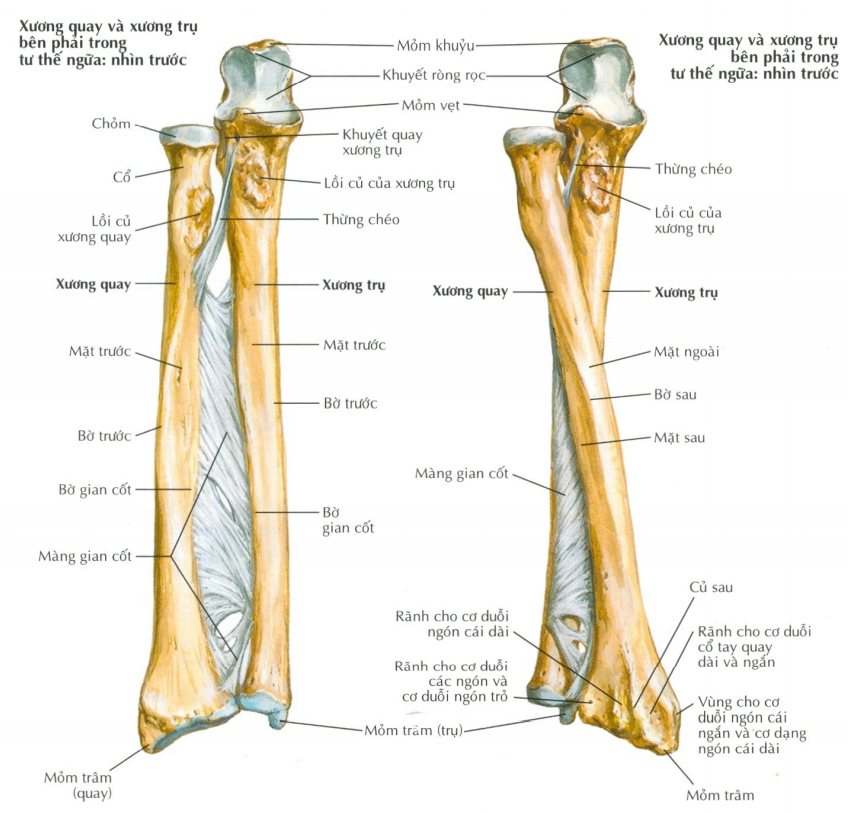 Xương quay và xương trụ
bên phải trong
tư thế ngữa: nhìn trước
Xương quay và xương trụ
bên phải trong
tư thế ngữa: nhìn trước
Mỏm khuỷu
Khuyết ròng rọc
Mỏm vẹt
Chỏm
Khuyết quay
xương trụ
Cổ
Lồi củ của xương trụ
Lồi củ
xương quay
Thừng chéo
Xương quay
Xương trụ
Mặt trước
Mặt trước
Bờ trước
Bờ trước
Bờ gian cốt
Bờ
gian cốt
Màng gian cốt
Mỏm trâm
(quay)
Mỏm trâm (trụ)
Thừng chéo
Lồi củ của
xương trụ
Xương quay
Xương trụ
Mặt ngoài
Bờ sau
Mặt sau
Màng gian cốt
Củ sau
Rãnh cho cơ duỗi
ngón cái dài
Rãnh cho cơ duỗi
cổ tay quay
dài và ngắn
Rãnh cho cơ duỗi
các ngón và
cơ duỗi ngón trỏ
Vùng cho cơ
duỗi ngón cái
ngắn và cơ dạng
ngón cái dài
Mỏm trâm